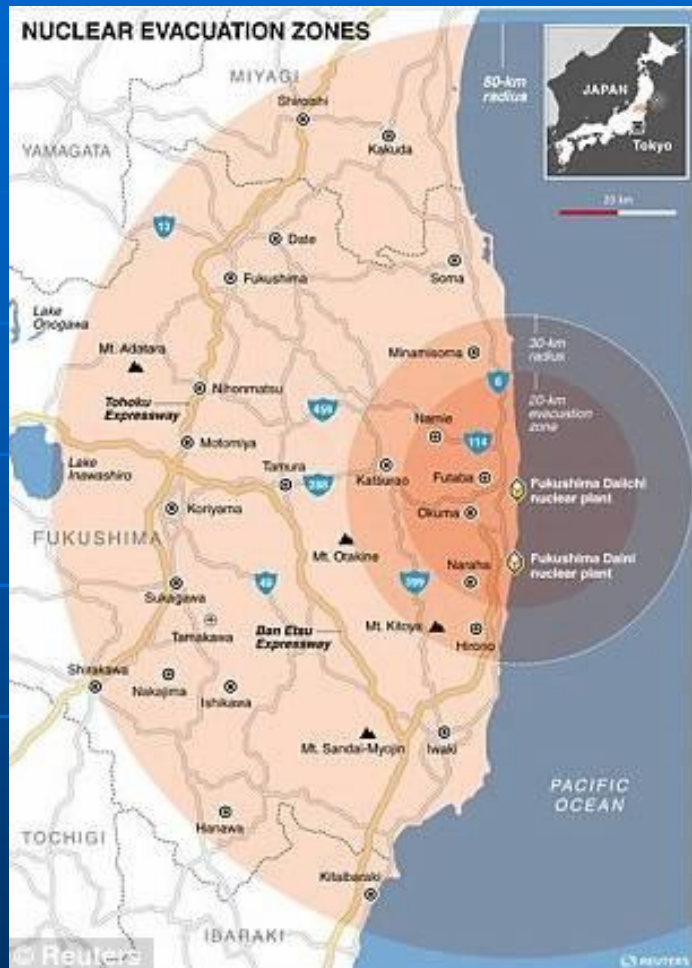 NUCLEAR EVACUATION ZONES
MIYAGI
80-km
radius
JAPAN
Tokyo
Shiroishi
Kakuda
YAMAGATA
20 km
13
Date
Fukushima
Soma
Lake
Onogawa
Mt. Adatara
Minamisoma
30-km
radius
6
20-km
evacuation
zone
Nihonmatsu
Tohoku
Expressway
459
Namie
114
Motomiya
Lake
Inawashiro
Tamura
288
Katsurao
Futaba
Fukushima Daiichi
nuclear plant
Koriyama
Okuma
FUKUSHIMA
Mt. Otakine
Fukushima Daini
nuclear plant
Naraha
49
399
Sukagawa
Tamakawa
Ban Etsu
Expressway
Mt. Kitoya
Hirono
Shirakawa
Nakajima
Ishikawa
Mt. Sandai-Myojin
Iwaki
PACIFIC
OCEAN
Hanawa
TOCHIGI
Kitaibaraki
IBARAKI
© Reuters
REUTERS